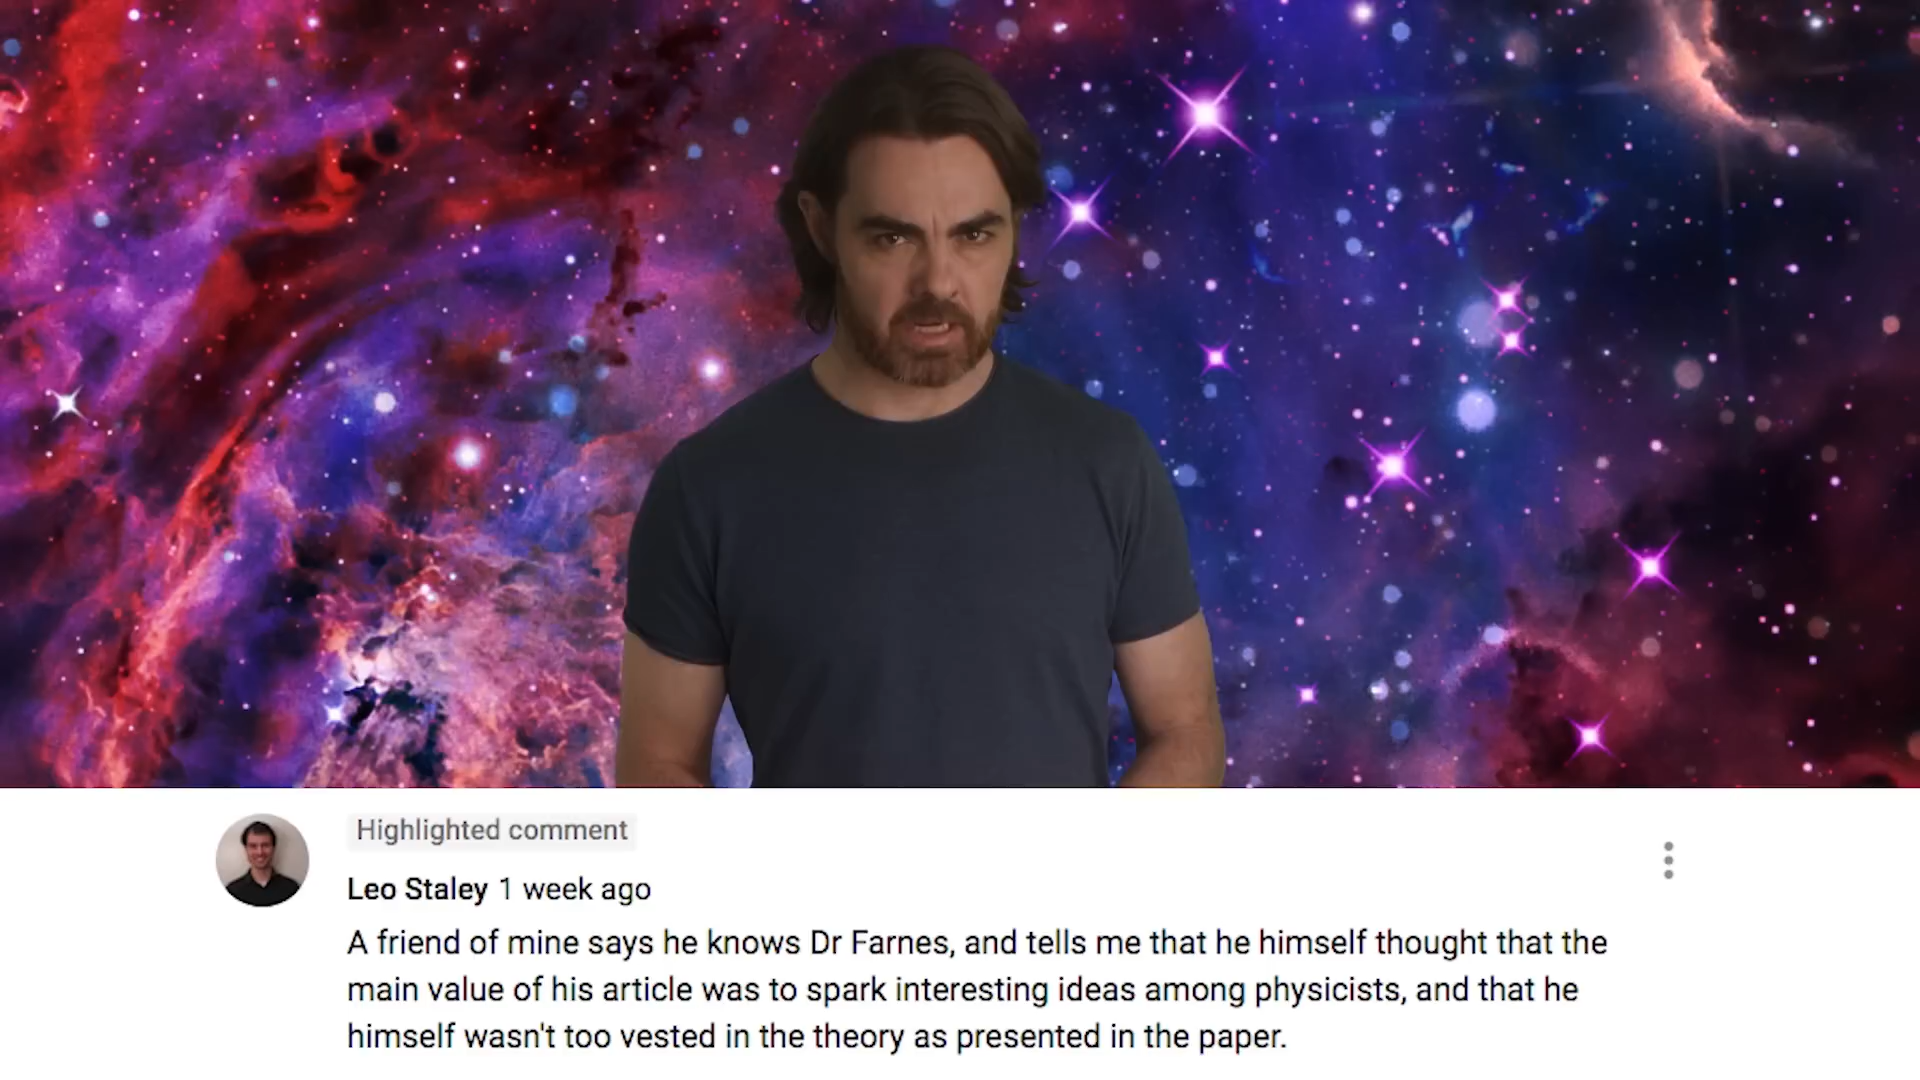 Highlighted comment
Leo Staley 1 week ago
A friend of mine says he knows Dr Farnes, and tells me that he himself thought that the
main value of his article was to spark interesting ideas among physicists, and that he
himself wasn't too vested in the theory as presented in the paper.